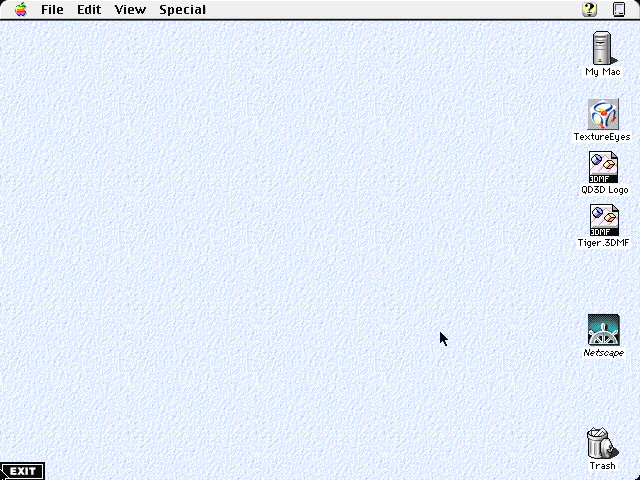 File Edit View Special
My Mac
TextureEyes
3DMF
QD3D Logo
3DMF
Tiger.3DMF
Netscape
Trash
EXIT